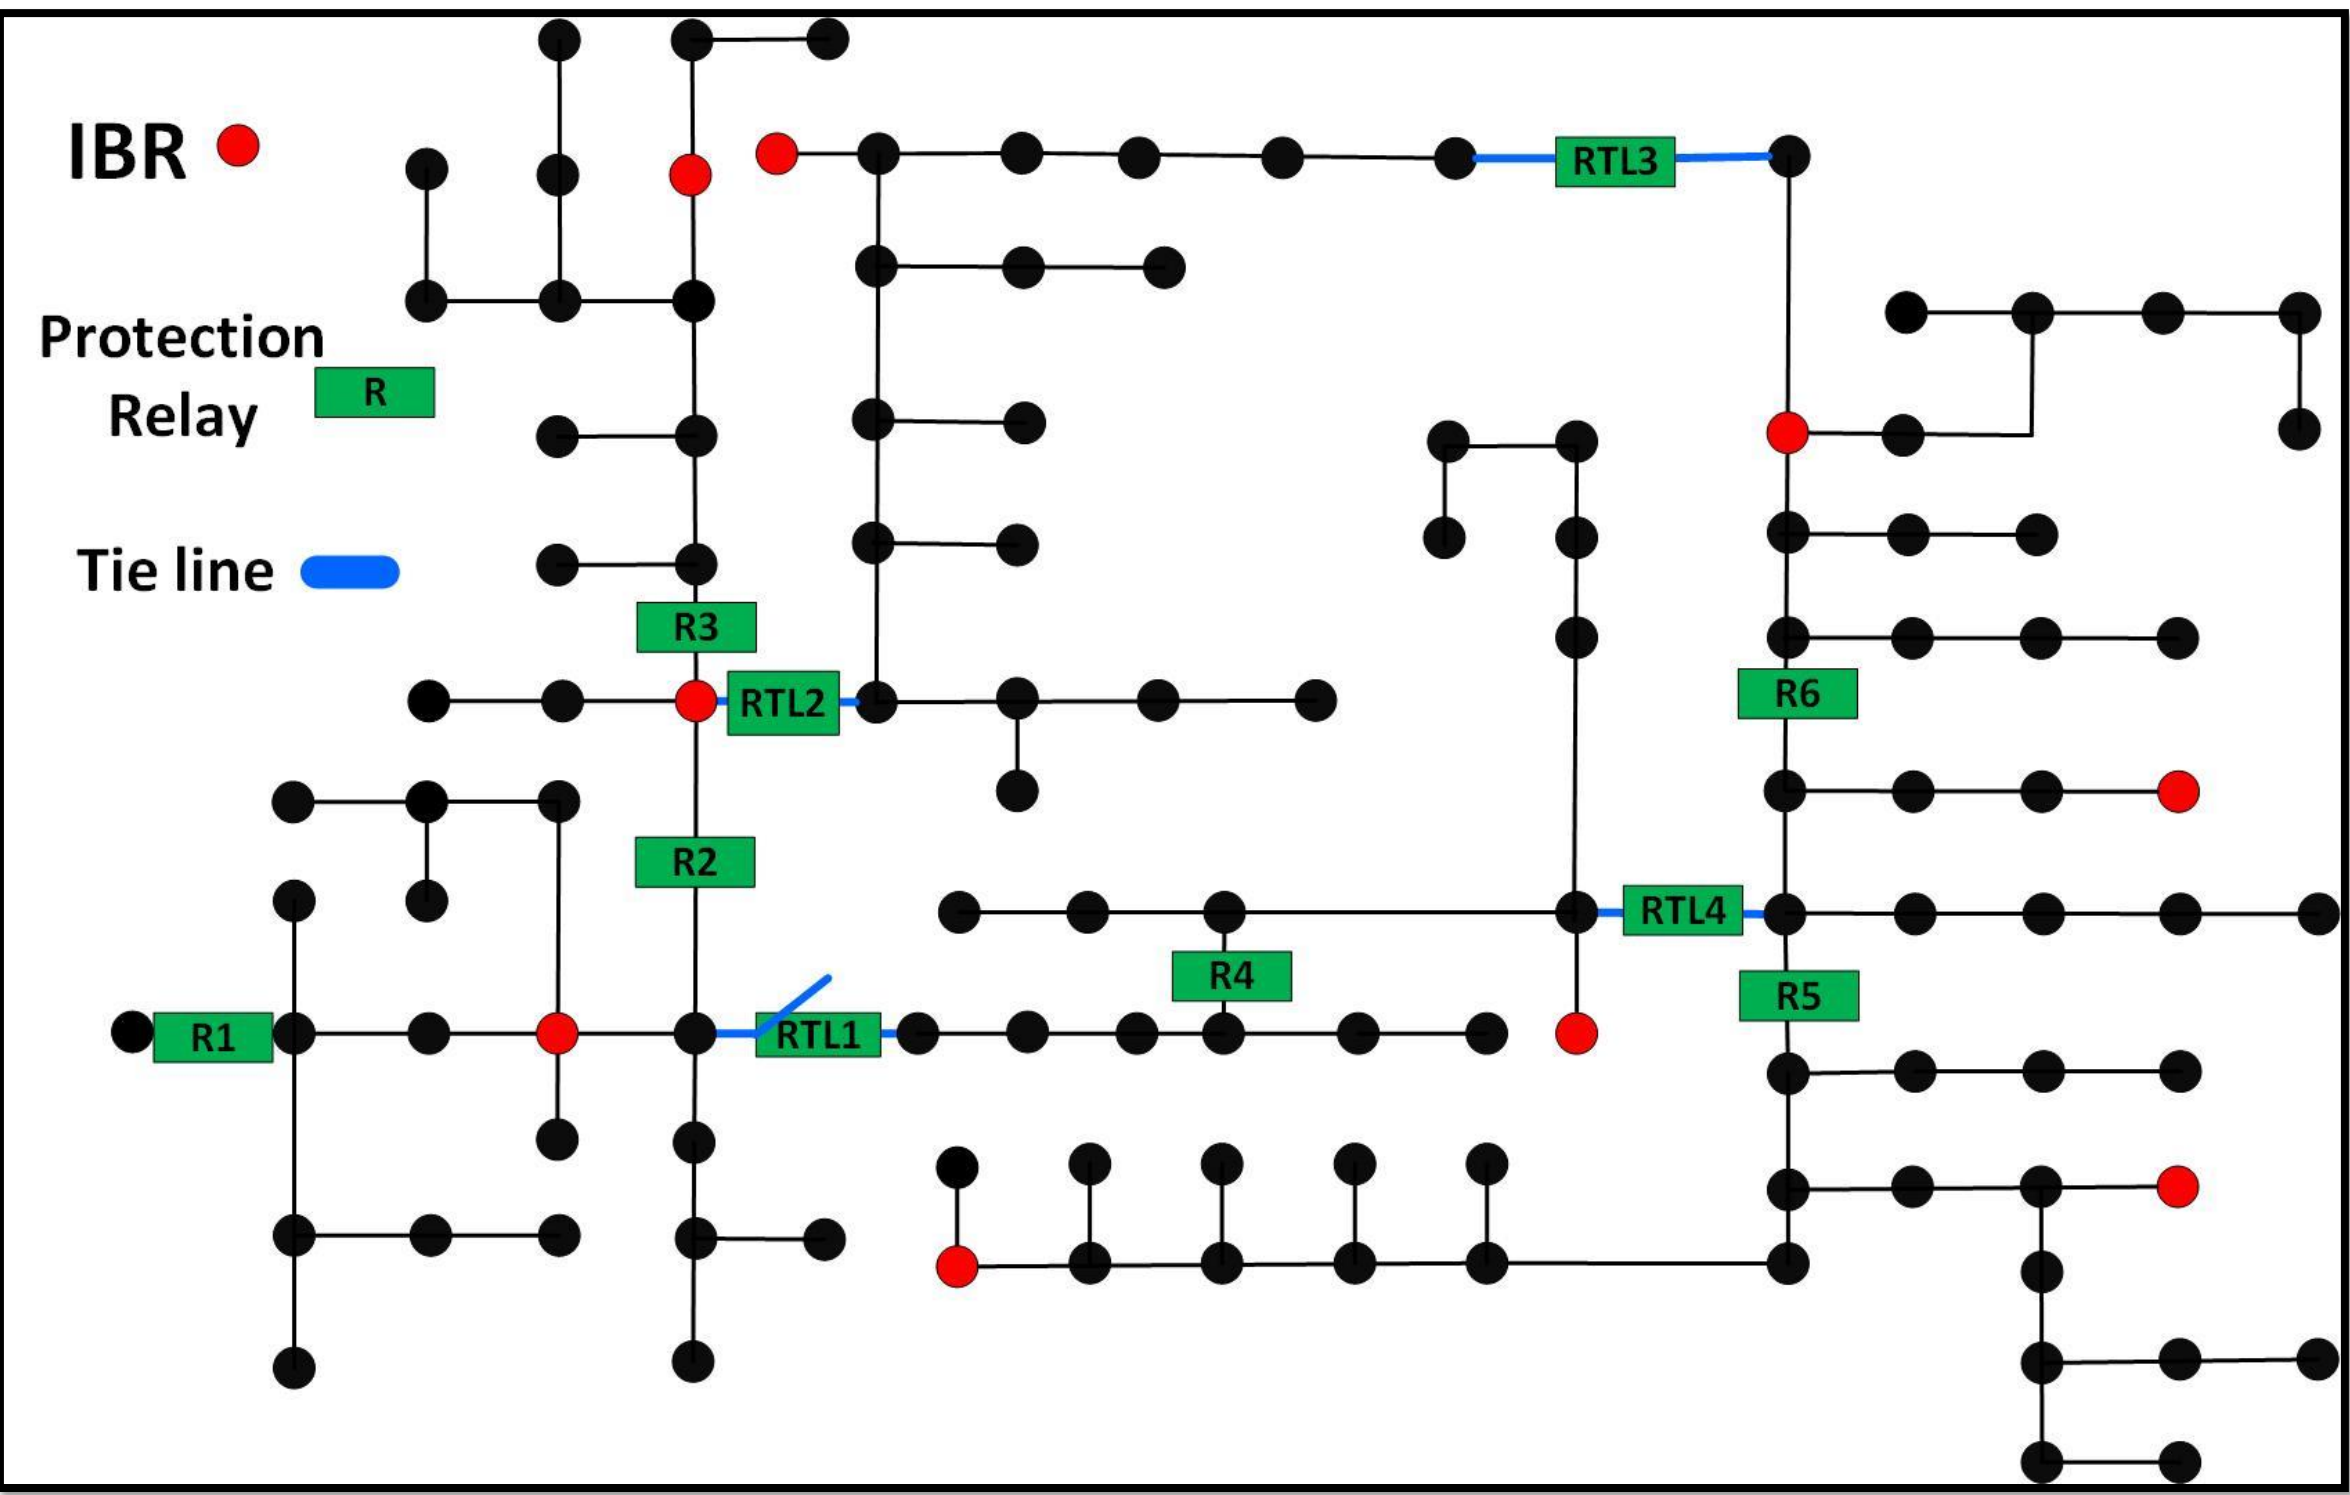 IBR
RTL3
Protection
Relay
R
Tie line
R3
RTL2
R6
R2
RTL4
R4
R5
R1
RTL1